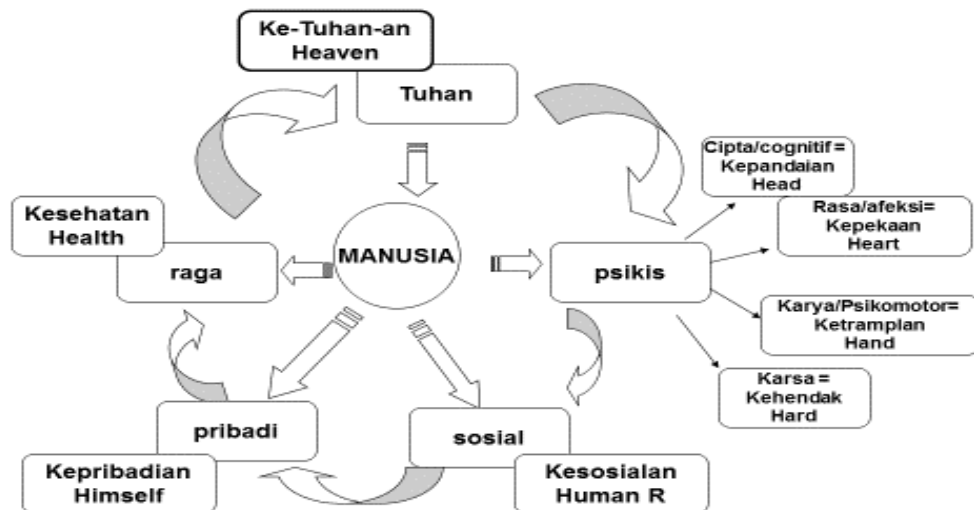 Ke-Tuhan-an
Heaven
Tuhan
Cipta/cognitif =
Kepandaian
Head
Rasa/afeksi=
Kepekaan
Heart
Kesehatan
Health
raga
MANUSIA
psikis
Karya/Psikomotor=
Ketramplan
Hand
Karsa =
Kehendak
Hard
pribadi
sosial
Kepribadian
Himself
Kesosialan
Human R